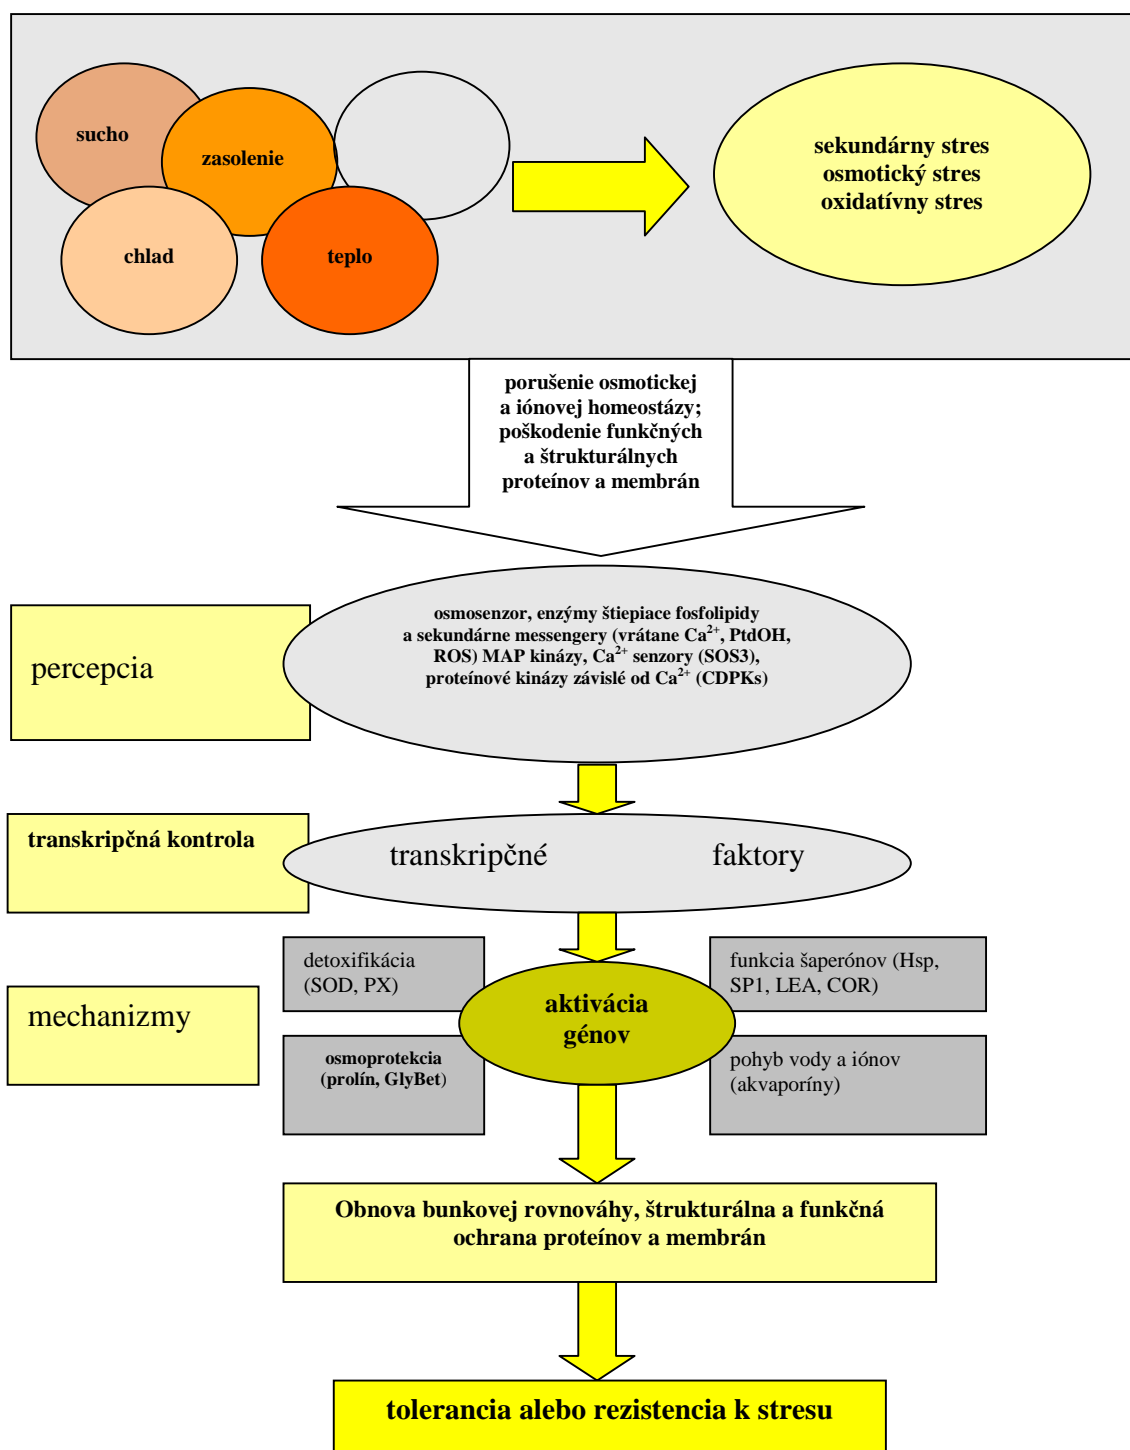 sucho
zasolenie
chlad
teplo
sekundárny stres
osmotický stres
oxidatívny stres
porušenie osmotickej
a iónovej homeostázy;
poškodenie funkčných
a štrukturálnych
proteínov a membrán
percepcia
osmosenzor, enzýmy štiepiace fosfolipidy
a sekundárne messengery (vrátane Ca²⁺, PtdOH,
ROS) MAP kinázy, Ca²⁺ senzory (SOS3),
proteínové kinázy závislé od Ca²⁺ (CDPKs)
transkripčná kontrola
transkripčné faktory
mechanizmy
detoxifikácia
(SOD, PX)
osmoprotekcia
(prolín, GlyBet)
aktivácia
génov
funkcia šaperónov (Hsp,
SP1, LEA, COR)
pohyb vody a iónov
(akvaporíny)
Obnova bunkovej rovnováhy, štrukturálna a funkčná
ochrana proteínov a membrán
tolerancia alebo rezistencia k stresu